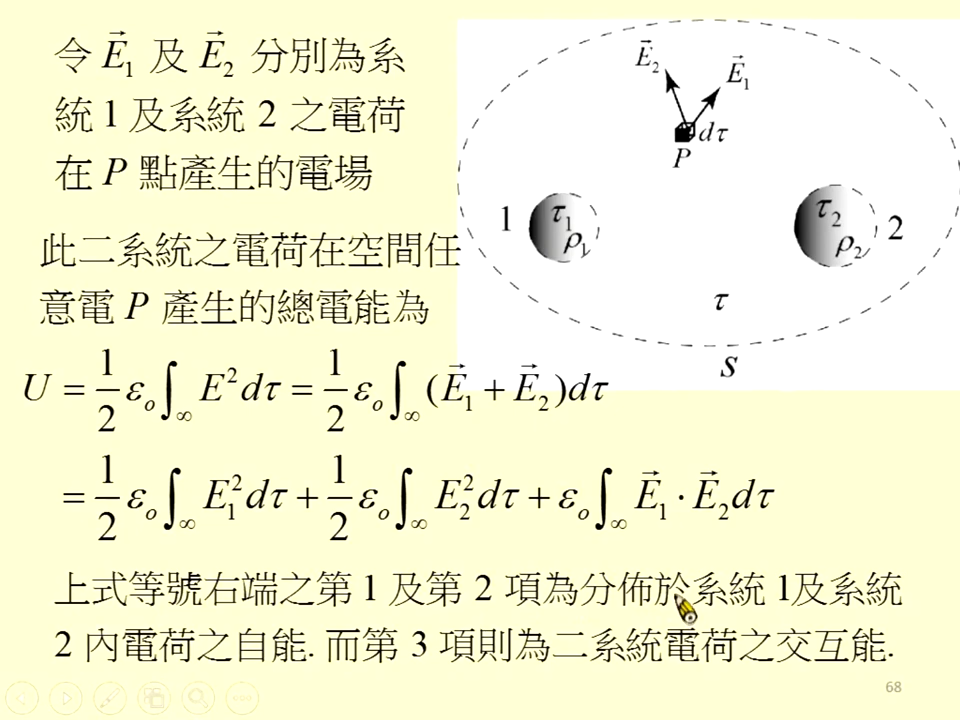 令 $\vec{E}_1$ 及 $\vec{E}_2$ 分別為系
統 1 及系統 2 之電荷
在 P 點產生的電場
此二系統之電荷在空間任
意電 P 產生的總電能為
$U = \frac{1}{2}\varepsilon_o \int_\infty E^2 d\tau = \frac{1}{2}\varepsilon_o \int_\infty (\vec{E}_1 + \vec{E}_2) d\tau$
$= \frac{1}{2}\varepsilon_o \int_\infty E_1^2 d\tau + \frac{1}{2}\varepsilon_o \int_\infty E_2^2 d\tau + \varepsilon_o \int_\infty \vec{E}_1 \cdot \vec{E}_2 d\tau$
上式等號右端之第 1 及第 2 項為分佈於系統 1及系統
2 內電荷之自能. 而第 3 項則為二系統電荷之交互能.
$\vec{E}_2$
$\vec{E}_1$
dτ
P
1
τ₁
ρ₁
τ₂
ρ₂
2
τ
s
68